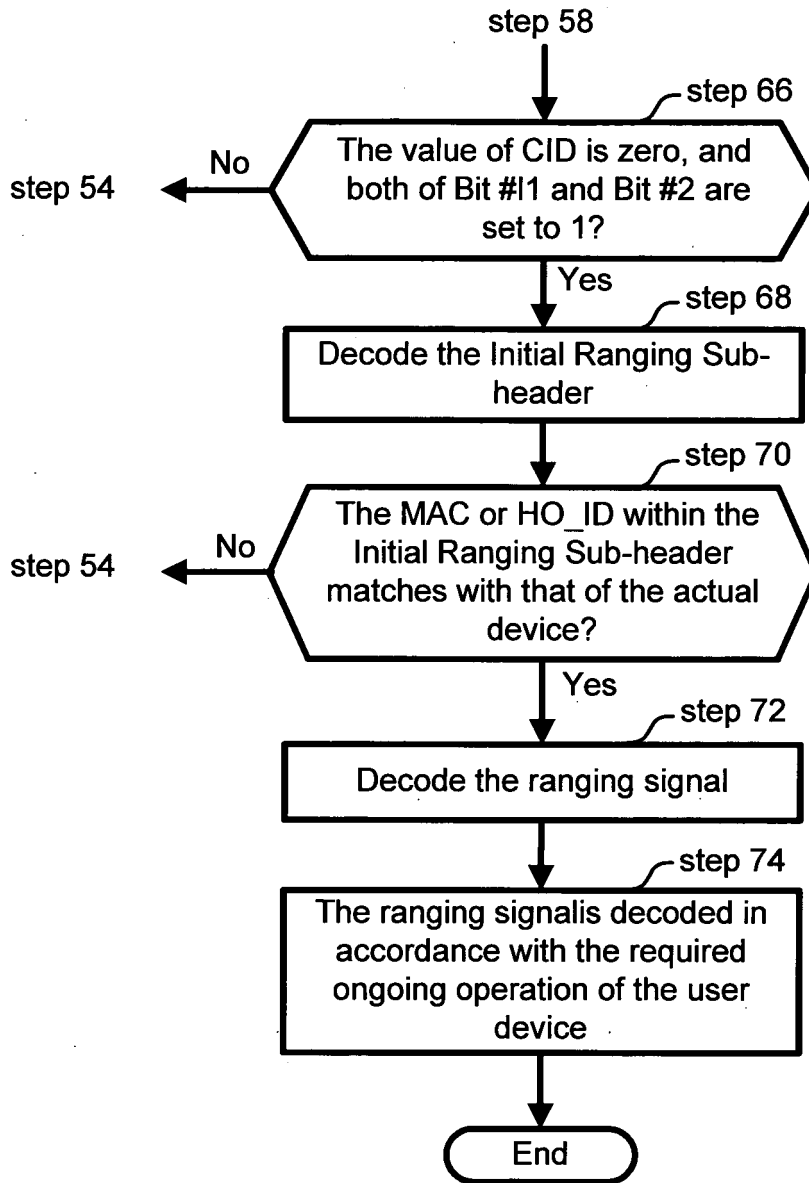 step 58
step 66
The value of CID is zero, and
both of Bit #I1 and Bit #2 are
set to 1?
No
step 54
Yes
step 68
Decode the Initial Ranging Sub-
header
step 70
The MAC or HO_ID within the
Initial Ranging Sub-header
matches with that of the actual
device?
No
step 54
Yes
step 72
Decode the ranging signal
step 74
The ranging signalis decoded in
accordance with the required
ongoing operation of the user
device
End